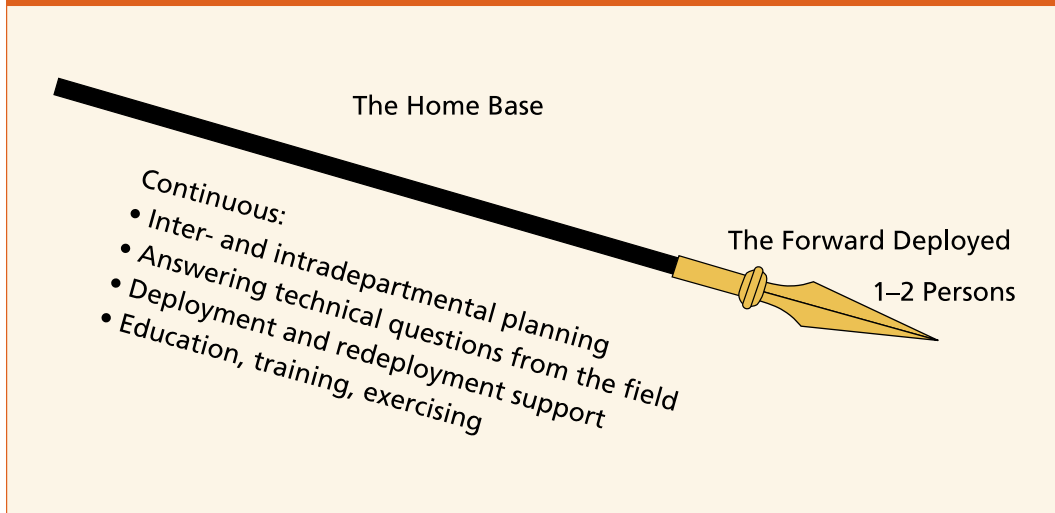 The Home Base
Continuous:
• Inter- and intradepartmental planning
• Answering technical questions from the field
• Deployment and redeployment support
• Education, training, exercising
The Forward Deployed
1–2 Persons